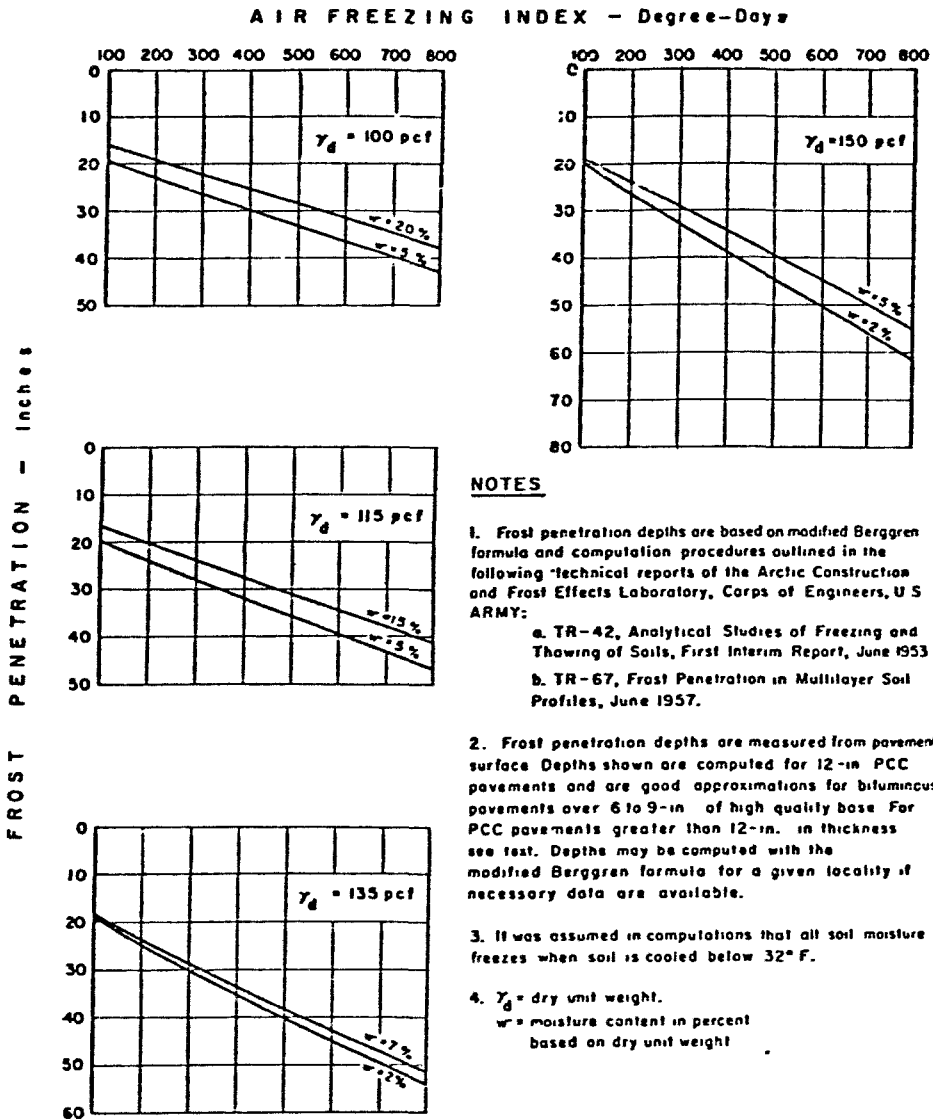 AIR FREEZING INDEX – Degree–Days
100 200 300 400 500 600 700 800
0
10
20
30
40
50
γd = 100 pcf
w = 20 %
w = 5 %
100 200 300 400 500 600 700 800
0
10
20
30
40
50
60
70
80
γd = 150 pcf
w = 5 %
w = 2 %
FROST PENETRATION – Inches
0
10
20
30
40
50
γd = 115 pcf
w = 15 %
w = 5 %
0
10
20
30
40
50
60
γd = 135 pcf
w = 7 %
w = 2 %
NOTES
1. Frost penetration depths are based on modified Berggren
formula and computation procedures outlined in the
following technical reports of the Arctic Construction
and Frost Effects Laboratory, Corps of Engineers, U S
ARMY:
a. TR-42, Analytical Studies of Freezing and
Thawing of Soils, First Interim Report, June 1953
b. TR-67, Frost Penetration in Multilayer Soil
Profiles, June 1957.
2. Frost penetration depths are measured from pavemen
surface Depths shown are computed for 12-in PCC
pavements and are good approximations for bituminous
pavements over 6 to 9-in of high quality base For
PCC pavements greater than 12-in. in thickness
see text. Depths may be computed with the
modified Berggren formula for a given locality if
necessary data are available.
3. It was assumed in computations that all soil moisture
freezes when soil is cooled below 32° F.
4. γd = dry unit weight.
w = moisture content in percent
based on dry unit weight